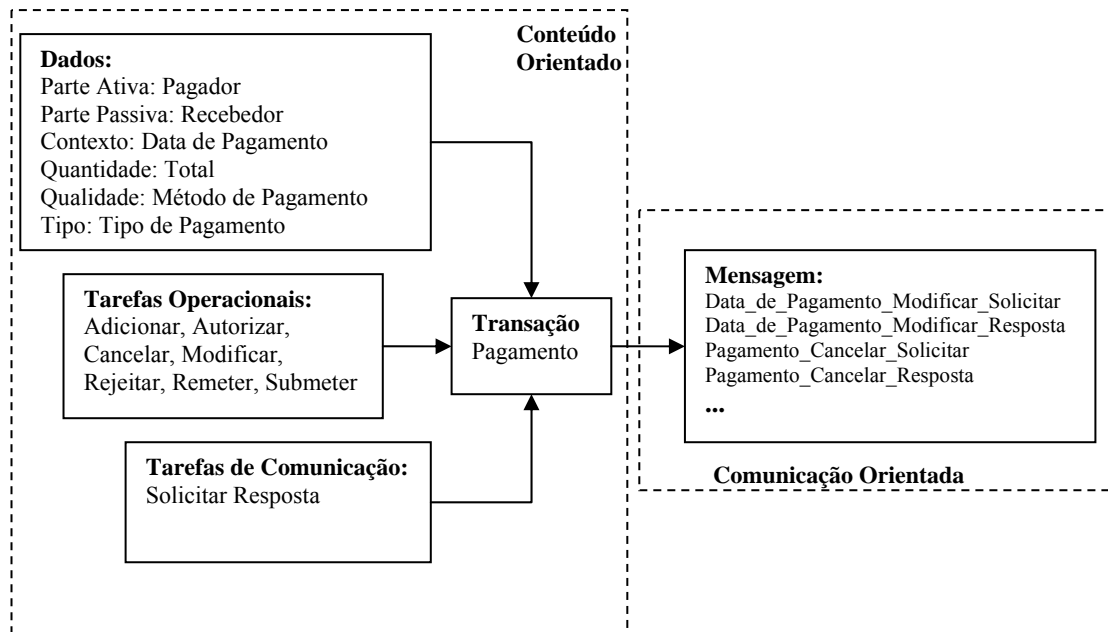 Conteúdo
Orientado
Dados:
Parte Ativa: Pagador
Parte Passiva: Recebedor
Contexto: Data de Pagamento
Quantidade: Total
Qualidade: Método de Pagamento
Tipo: Tipo de Pagamento
Tarefas Operacionais:
Adicionar, Autorizar,
Cancelar, Modificar,
Rejeitar, Remeter, Submeter
Tarefas de Comunicação:
Solicitar Resposta
Transação
Pagamento
Mensagem:
Data_de_Pagamento_Modificar_Solicitar
Data_de_Pagamento_Modificar_Resposta
Pagamento_Cancelar_Solicitar
Pagamento_Cancelar_Resposta
...
Comunicação Orientada